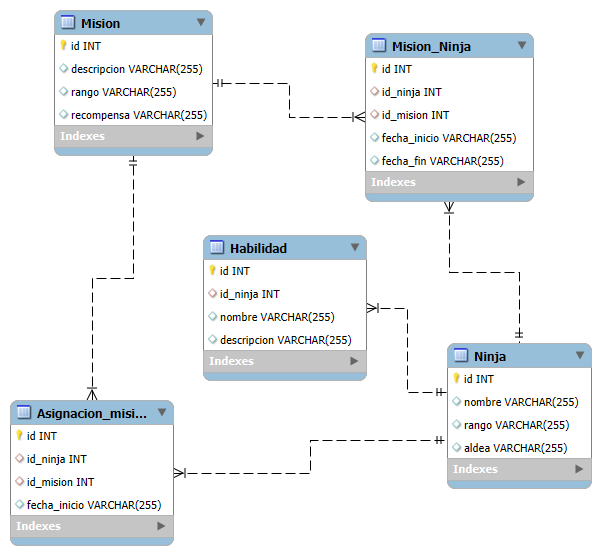 Mision
id INT
descripcion VARCHAR(255)
rango VARCHAR(255)
recompensa VARCHAR(255)
Indexes
Mision_Ninja
id INT
id_ninja INT
id_mision INT
fecha_inicio VARCHAR(255)
fecha_fin VARCHAR(255)
Indexes
Habilidad
id INT
id_ninja INT
nombre VARCHAR(255)
descripcion VARCHAR(255)
Indexes
Ninja
id INT
nombre VARCHAR(255)
rango VARCHAR(255)
aldea VARCHAR(255)
Indexes
Asignacion_misi...
id INT
id_ninja INT
id_mision INT
fecha_inicio VARCHAR(255)
Indexes